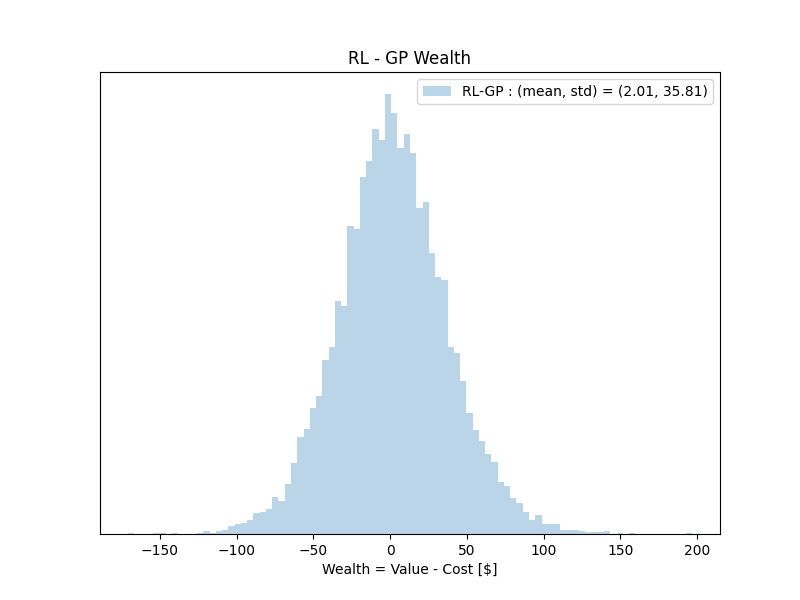 RL - GP Wealth
RL-GP : (mean, std) = (2.01, 35.81)
−150 −100 −50 0 50 100 150 200
Wealth = Value - Cost [$]